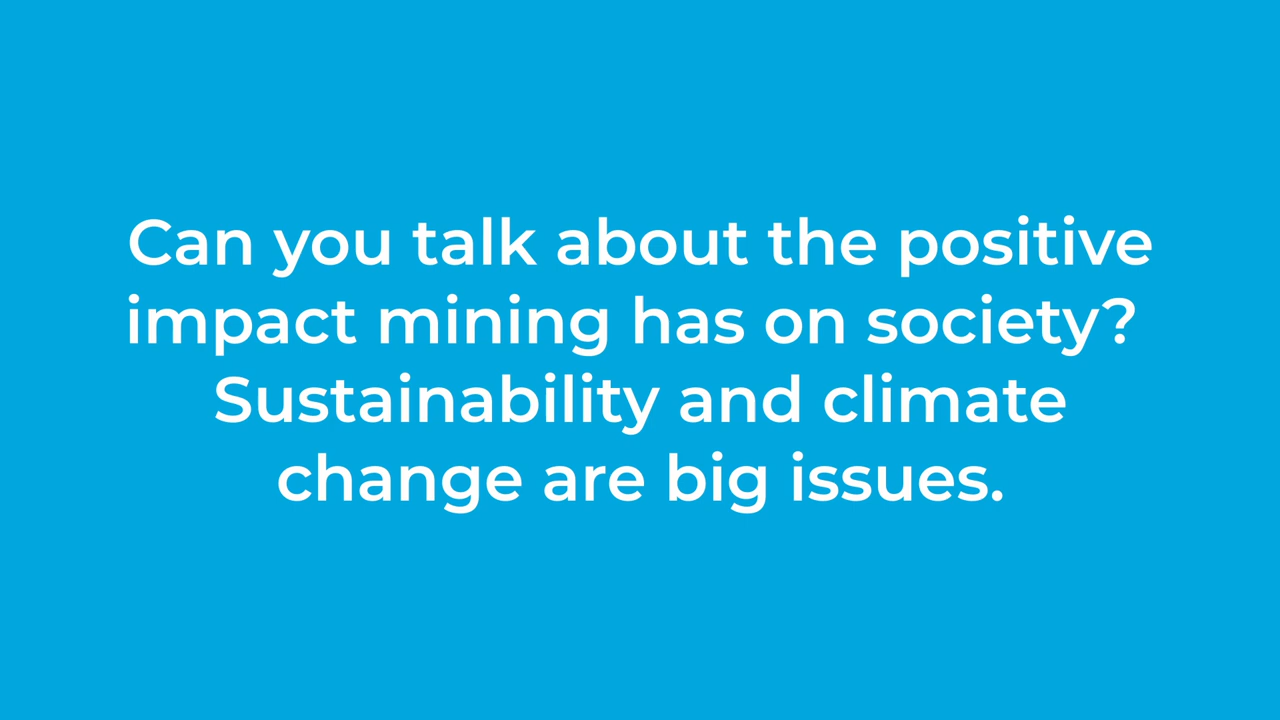 Can you talk about the positive
impact mining has on society?
Sustainability and climate
change are big issues.